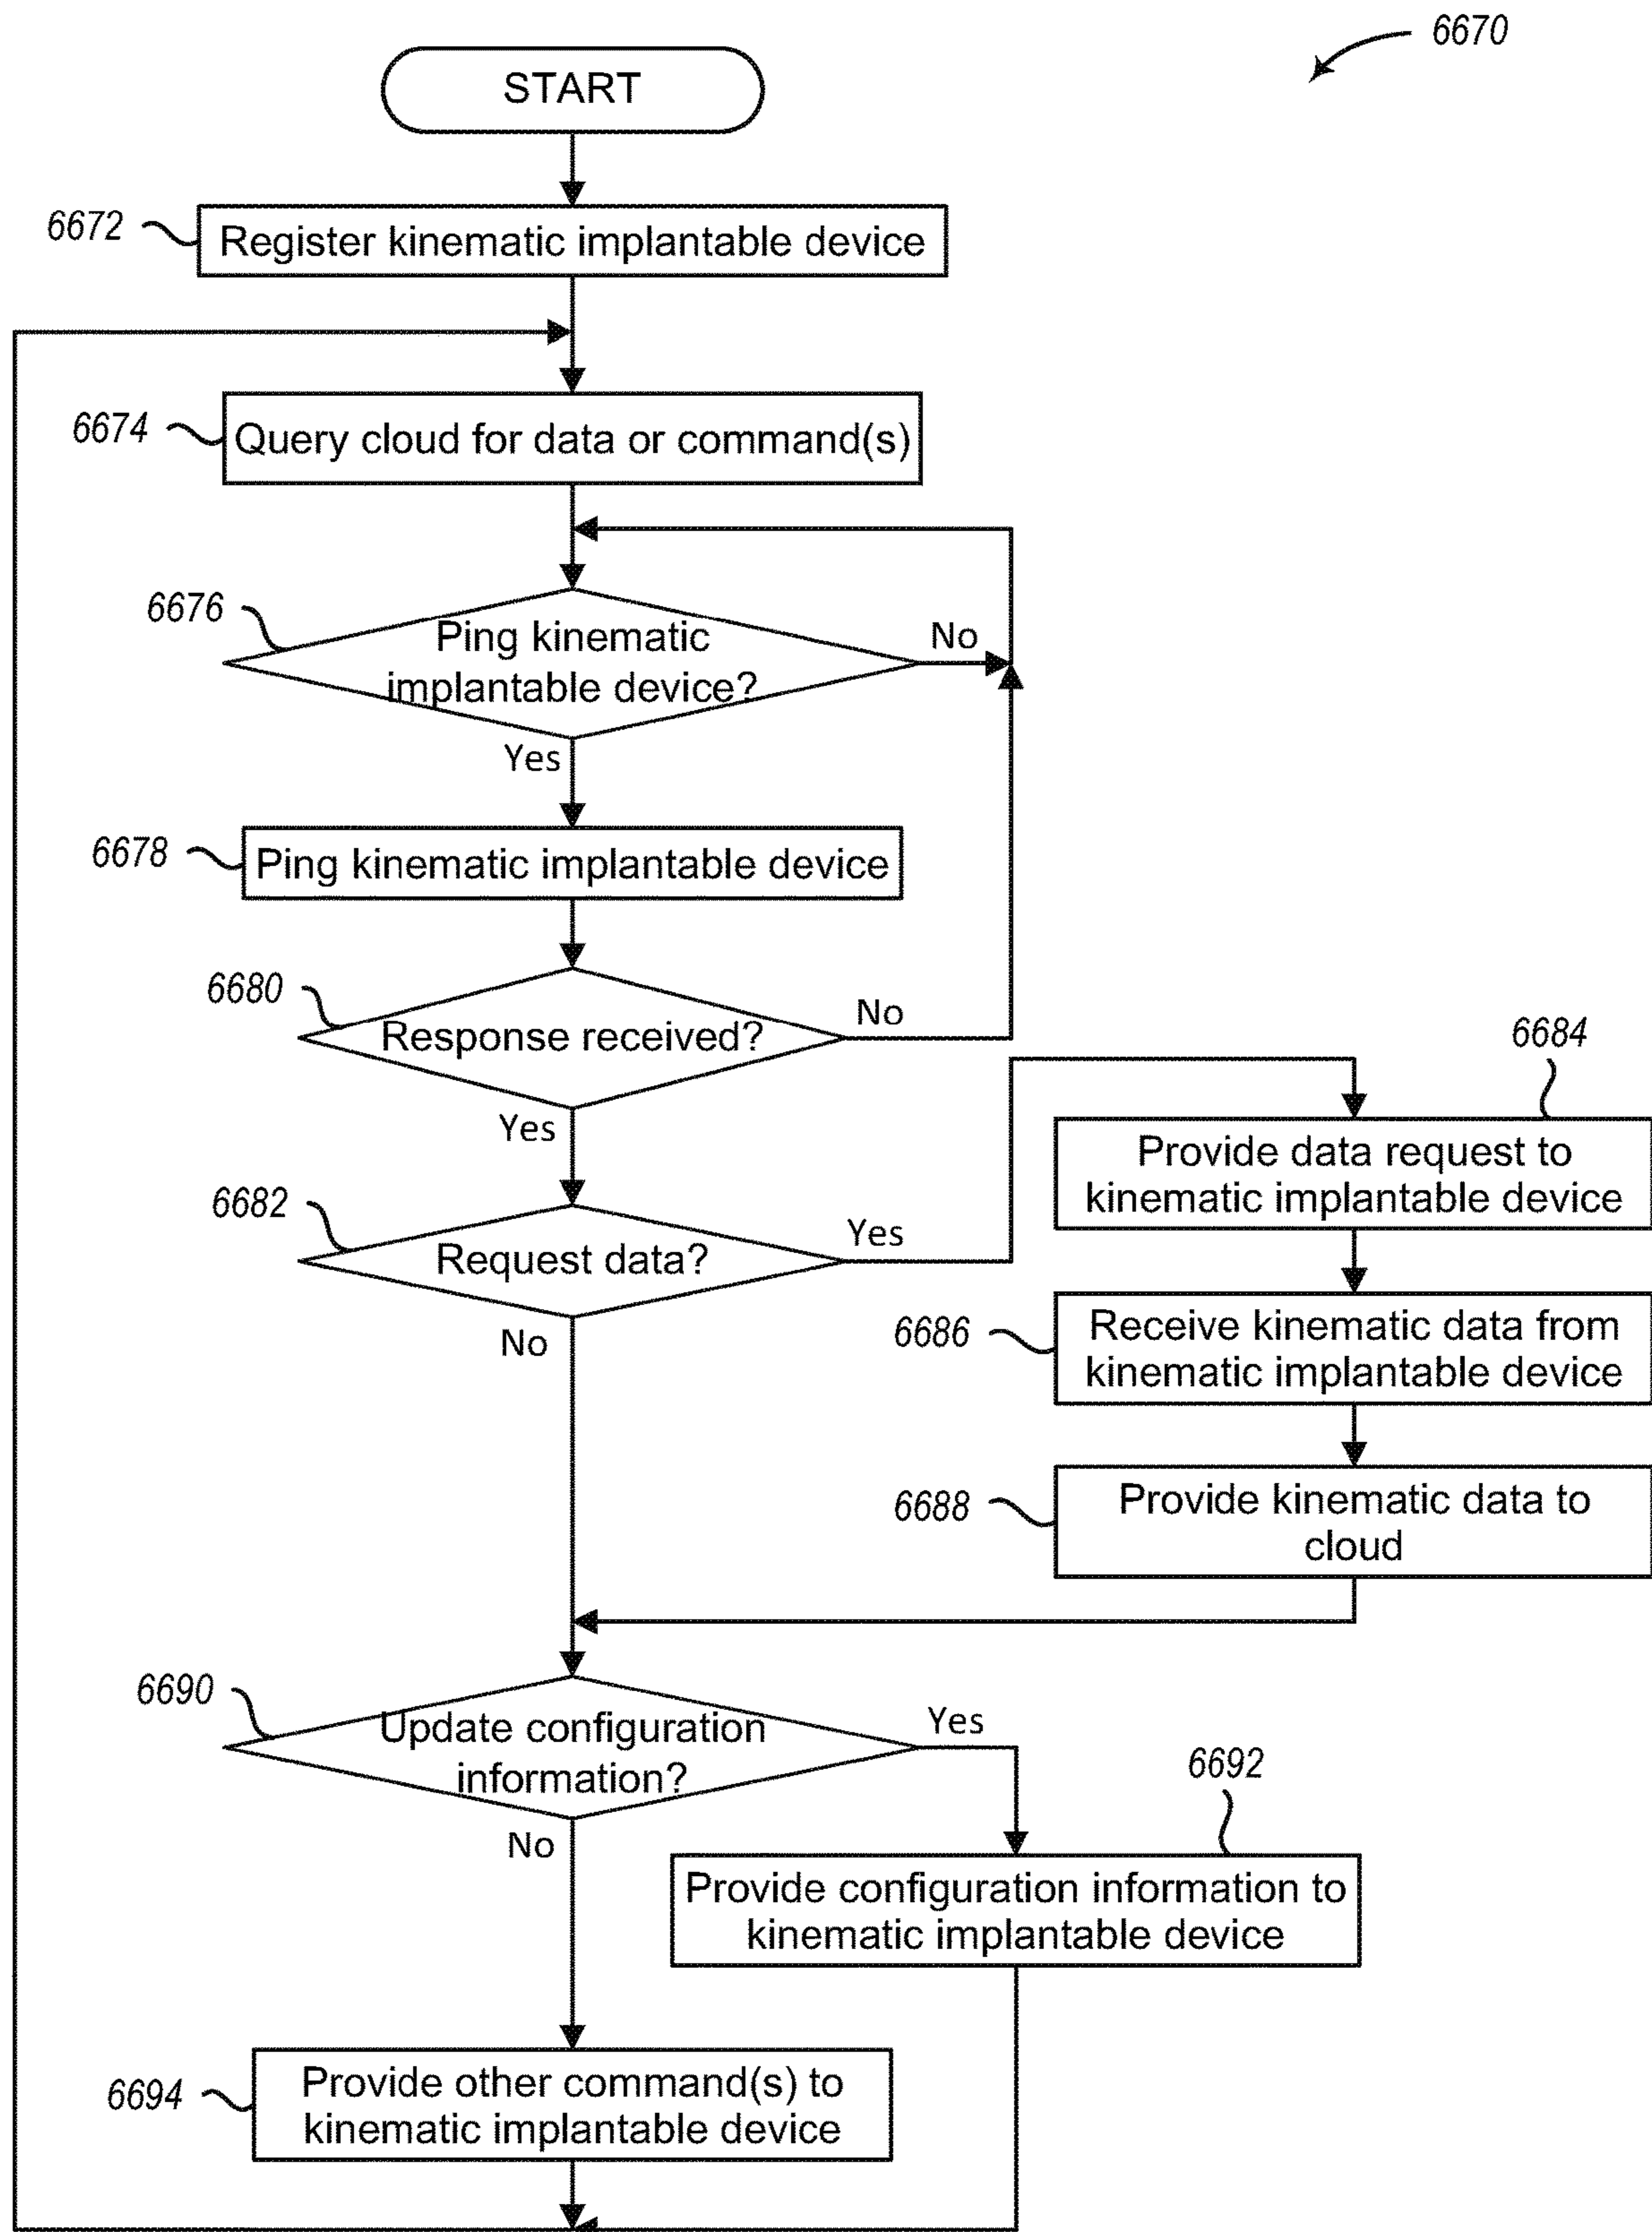 6670
START
6672
Register kinematic implantable device
6674
Query cloud for data or command(s)
6676
Ping kinematic
implantable device?
No
Yes
6678
Ping kinematic implantable device
6680
Response received?
No
Yes
6684
Provide data request to
kinematic implantable device
6682
Request data?
Yes
No
6686
Receive kinematic data from
kinematic implantable device
6688
Provide kinematic data to
cloud
6690
Update configuration
information?
Yes
No
6692
Provide configuration information to
kinematic implantable device
6694
Provide other command(s) to
kinematic implantable device